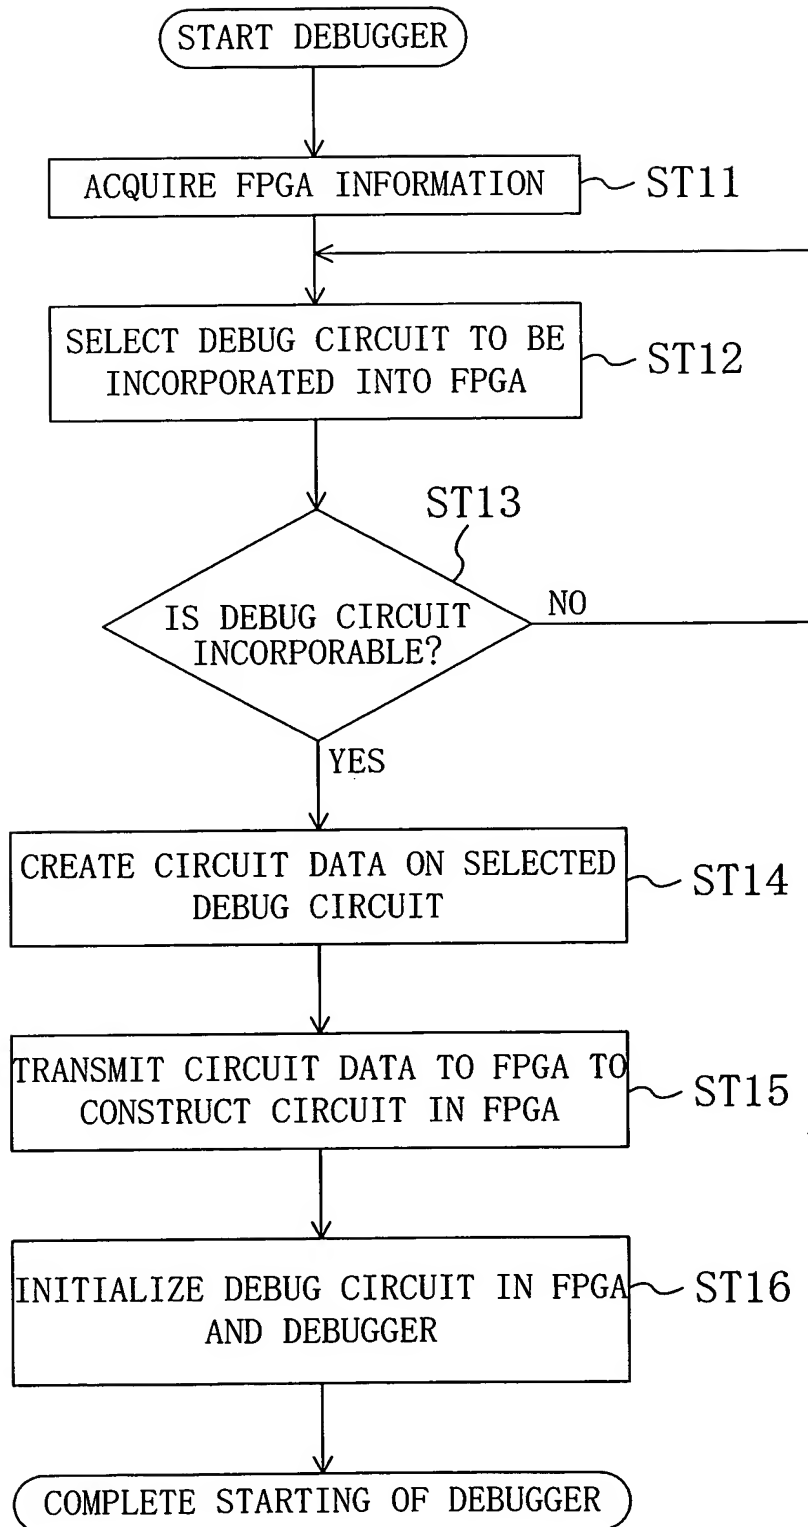 START DEBUGGER
ACQUIRE FPGA INFORMATION
ST11
SELECT DEBUG CIRCUIT TO BE
INCORPORATED INTO FPGA
ST12
ST13
IS DEBUG CIRCUIT
INCORPORABLE?
NO
YES
CREATE CIRCUIT DATA ON SELECTED
DEBUG CIRCUIT
ST14
TRANSMIT CIRCUIT DATA TO FPGA TO
CONSTRUCT CIRCUIT IN FPGA
ST15
INITIALIZE DEBUG CIRCUIT IN FPGA
AND DEBUGGER
ST16
COMPLETE STARTING OF DEBUGGER